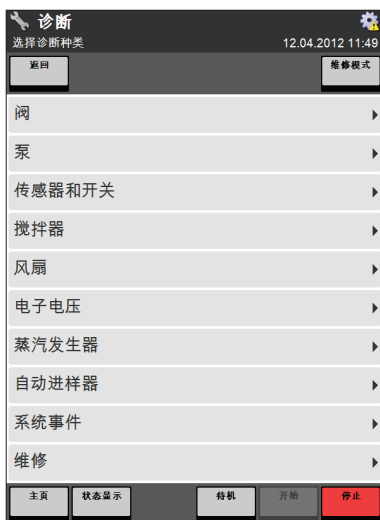 诊断
选择诊断种类 12.04.2012 11:49
返回 维修模式
阀
泵
传感器和开关
搅拌器
风扇
电子电压
蒸汽发生器
自动进样器
系统事件
维修
主页 状态显示 待机 开始 停止